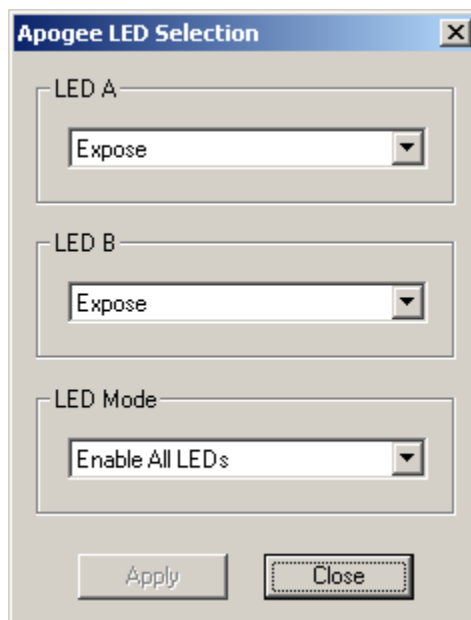 Apogee LED Selection
LED A
Expose
LED B
Expose
LED Mode
Enable All LEDs
Apply
Close